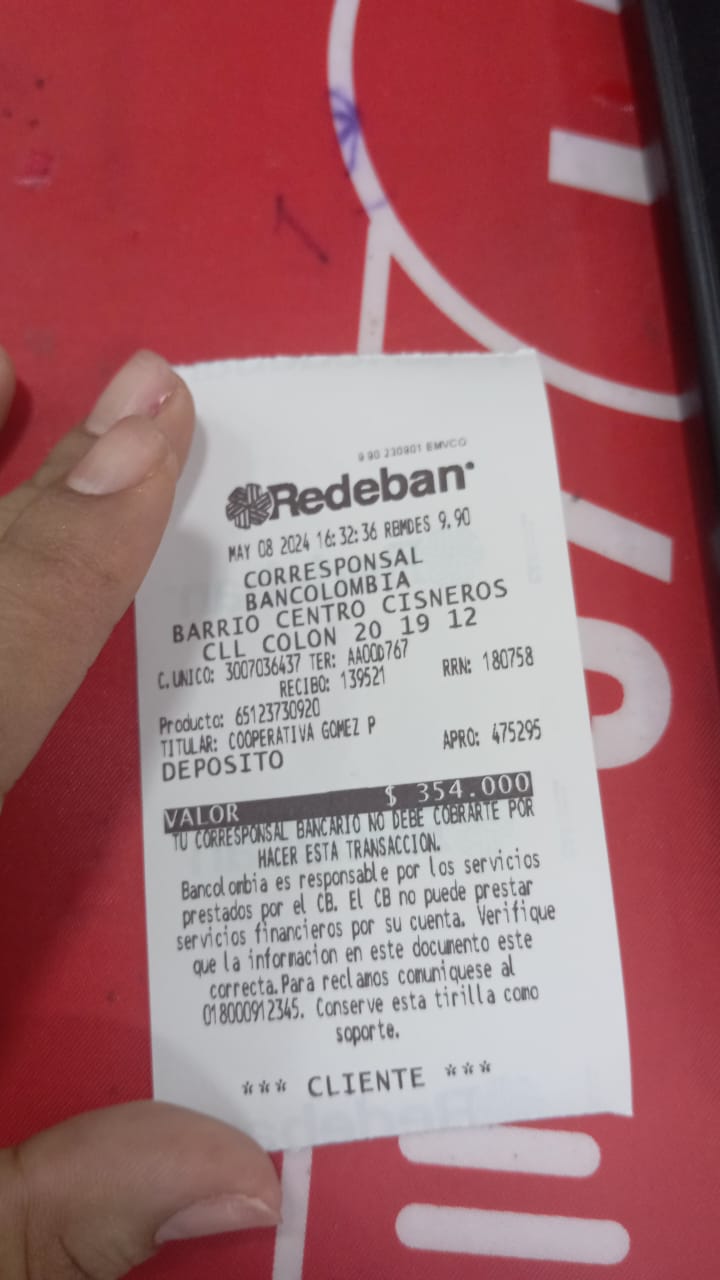 9 90 230901 EMVCO
Redeban
MAY 08 2024 16:32:36 RBMDES 9.90
CORRESPONSAL
BANCOLOMBIA
BARRIO CENTRO CISNEROS
CLL COLON 20 19 12
C.UNICO: 3007036437 TER: AA00D767
RECIBO: 139521 RRN: 180758
Producto: 65123730920
TITULAR: COOPERATIVA GOMEZ P
DEPOSITO APRO: 475295
VALOR $ 354.000
TU CORRESPONSAL BANCARIO NO DEBE COBRARTE POR
HACER ESTA TRANSACCION.
Bancolombia es responsable por los servicios
prestados por el CB. El CB no puede prestar
servicios financieros por su cuenta. Verifique
que la informacion en este documento este
correcta.Para reclamos comuniquese al
018000912345. Conserve esta tirilla como
soporte.
*** CLIENTE ***